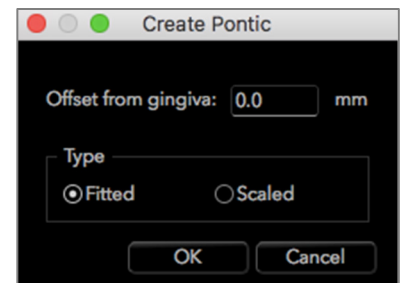 Create Pontic
Offset from gingiva: 0.0 mm
Type
Fitted Scaled
OK Cancel